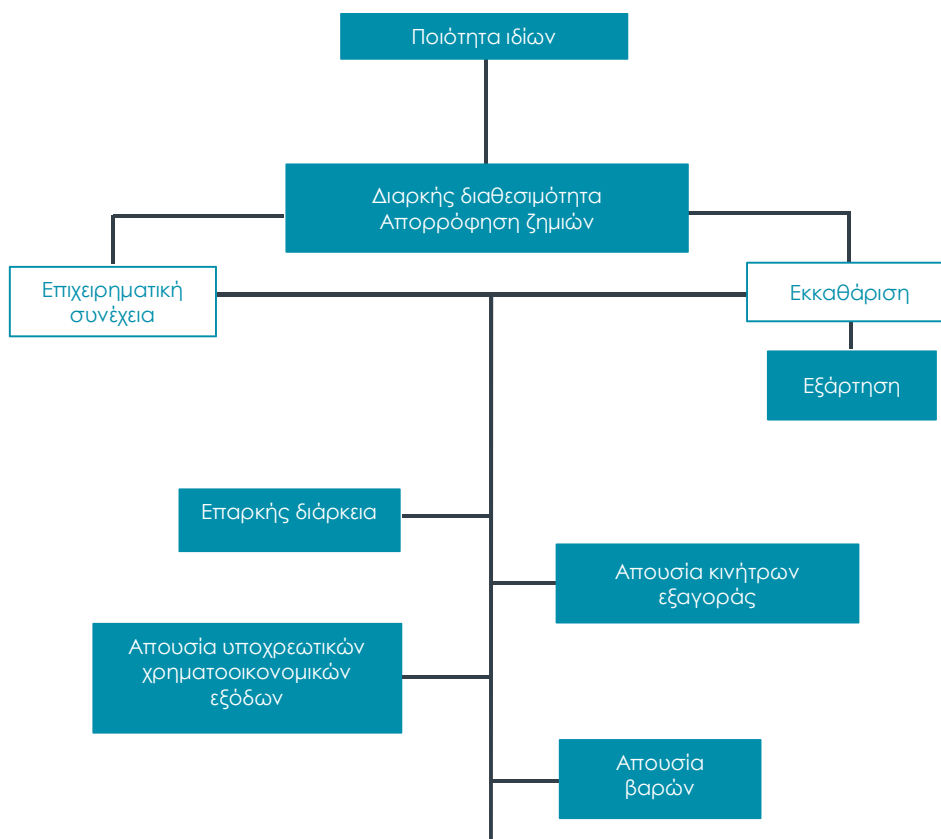 Ποιότητα ιδίων
Διαρκής διαθεσιμότητα
Απορρόφηση ζημιών
Επιχειρηματική
συνέχεια
Εκκαθάριση
Εξάρτηση
Επαρκής διάρκεια
Απουσία κινήτρων
εξαγοράς
Απουσία υποχρεωτικών
χρηματοοικονομικών
εξόδων
Απουσία
βαρών